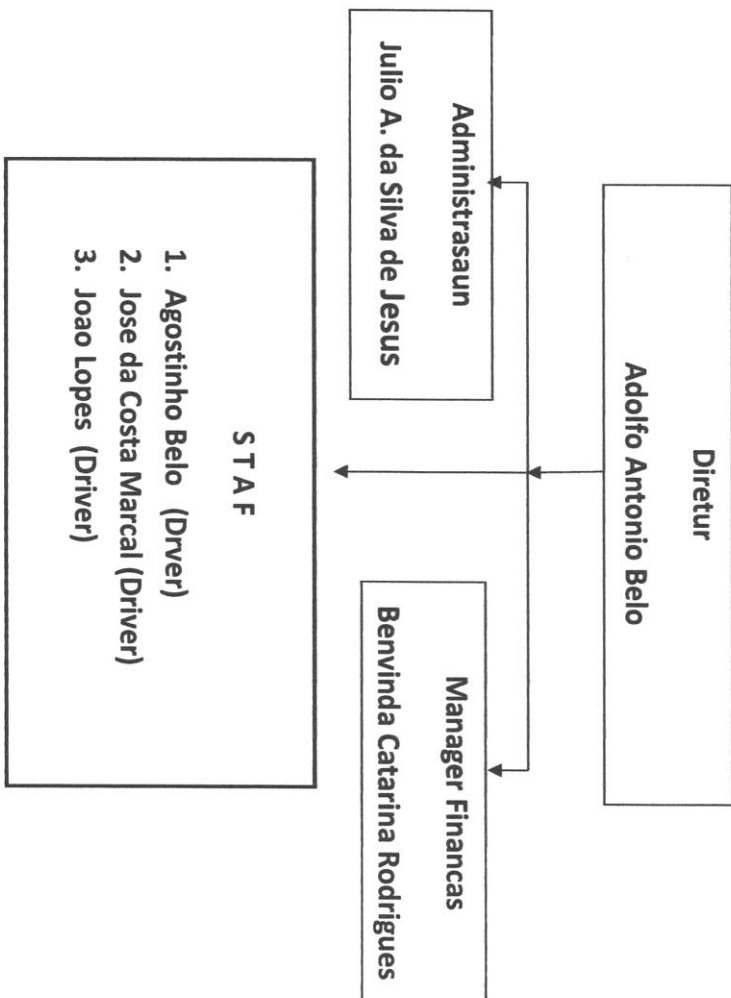 Diretur
Adolfo Antonio Belo
Administrasaun
Julio A. da Silva de Jesus
Manager Financas
Benvinda Catarina Rodrigues
S T A F
1. Agostinho Belo (Drver)
2. Jose da Costa Marcal (Driver)
3. Joao Lopes (Driver)